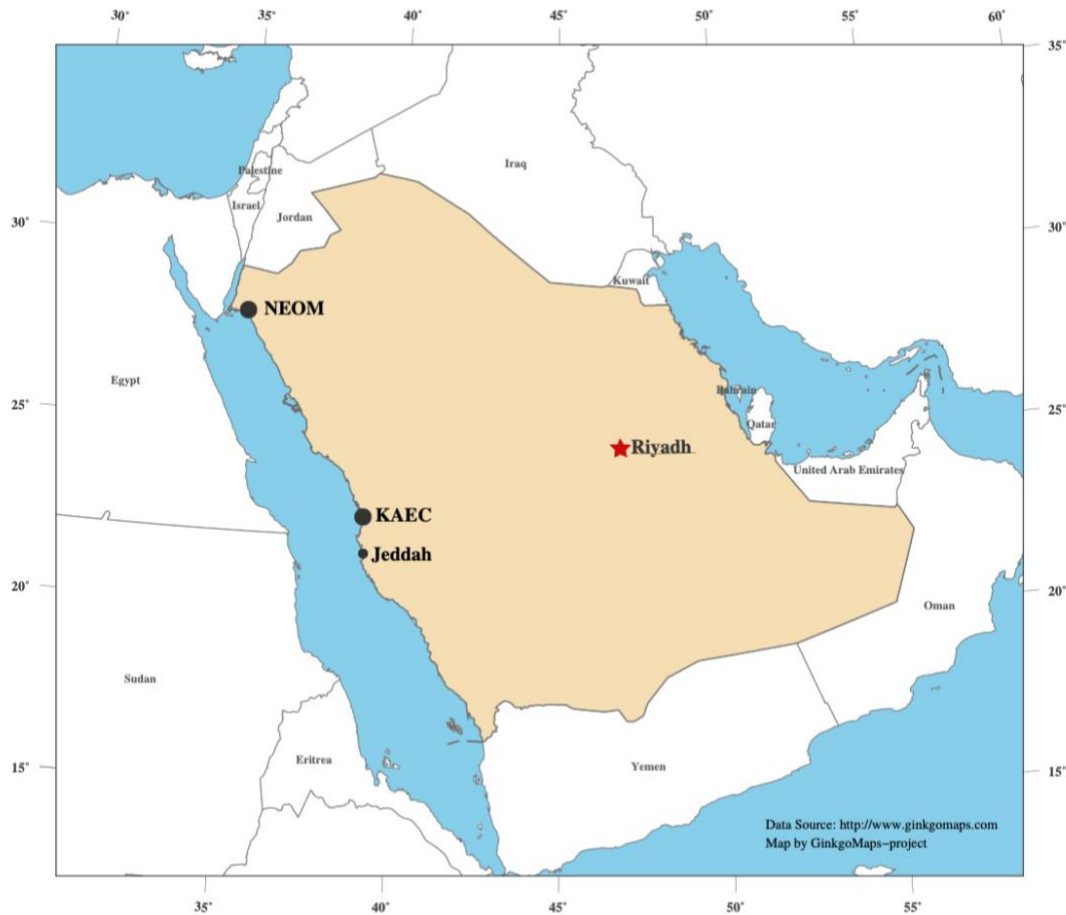 30° 35° 40° 45° 50° 55° 60°
35°
Iraq
Palestine
Israel
Jordan
30° 30°
Kuwait
NEOM
Egypt
Bahrain
25° 25°
Qatar
Riyadh
United Arab Emirates
KAEC
Jeddah
20° 20°
Oman
Sudan
Eritrea
Yemen
15° 15°
Data Source: http://www.ginkgomaps.com
Map by GinkgoMaps-project
35° 40° 45° 50° 55°